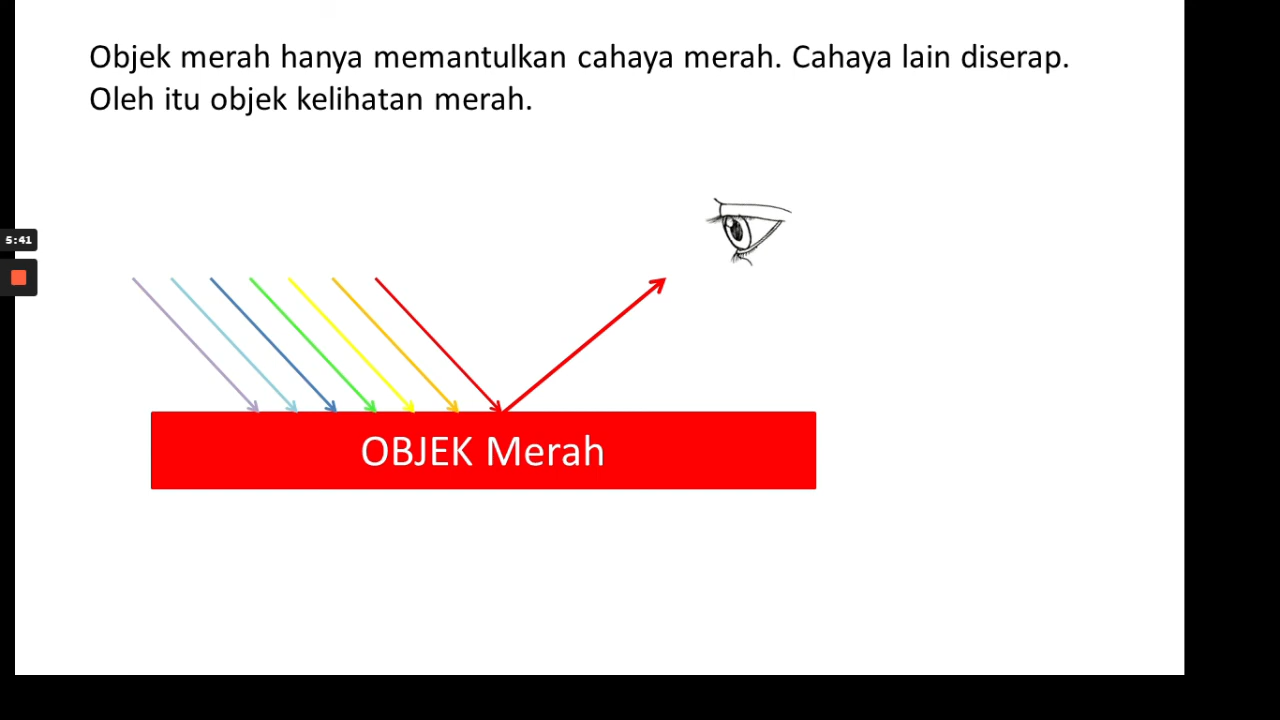 Objek merah hanya memantulkan cahaya merah. Cahaya lain diserap.
Oleh itu objek kelihatan merah.
5:41
OBJEK Merah